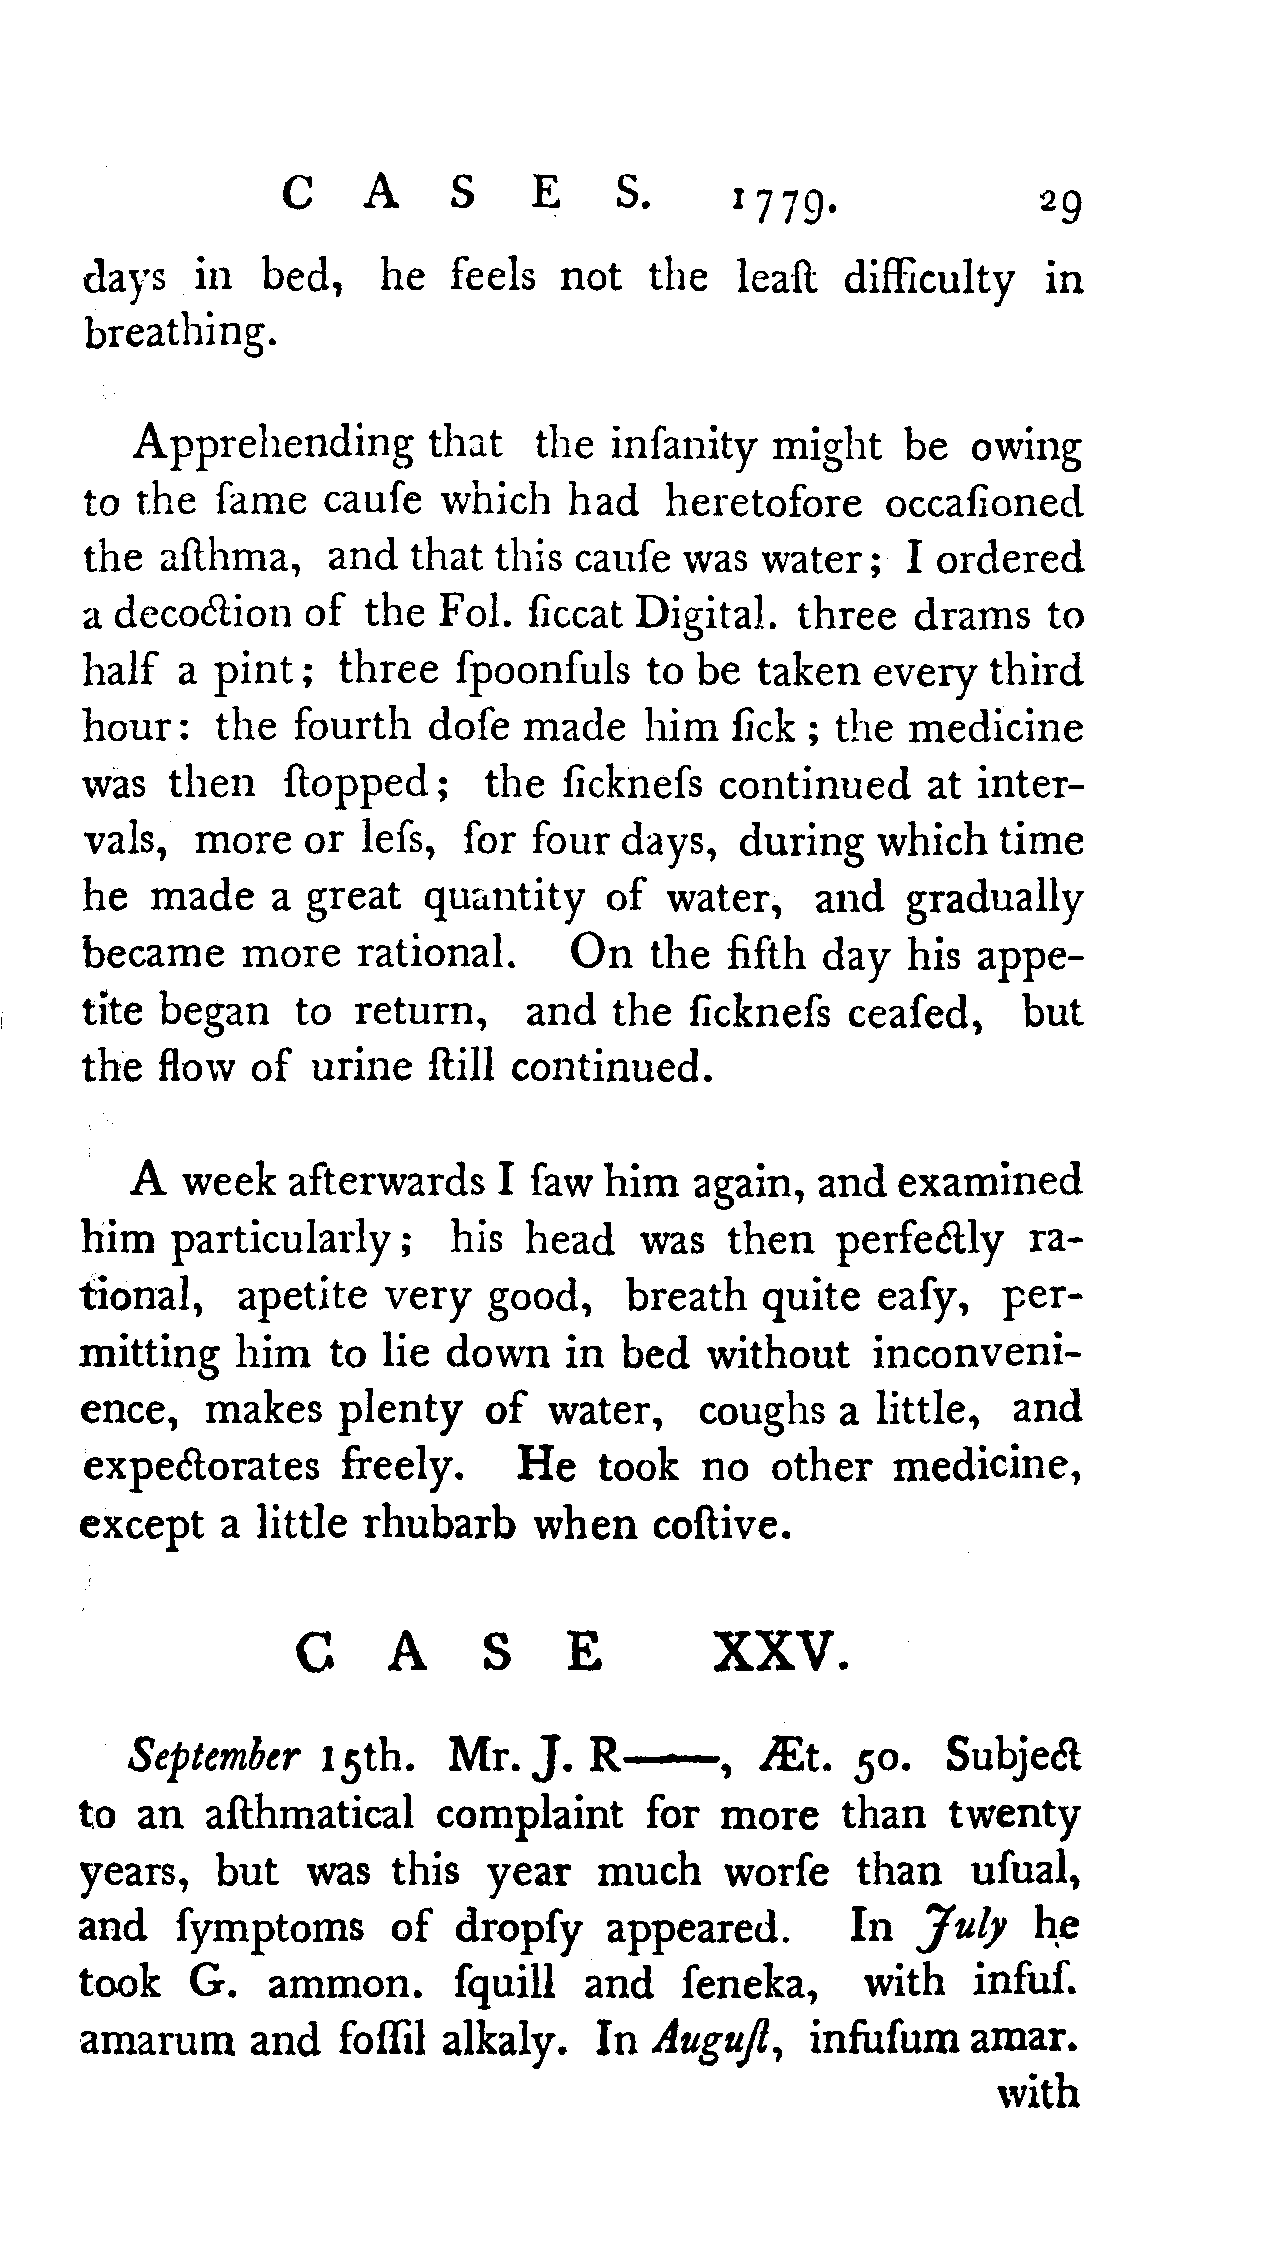 C A S E S. 1779. 29
days in bed, he feels not the leaſt difficulty in
breathing.
Apprehending that the inſanity might be owing
to the ſame cauſe which had heretofore occaſioned
the aſthma, and that this cauſe was water; I ordered
a decoction of the Fol. ſiccat Digital. three drams to
half a pint; three ſpoonfuls to be taken every third
hour: the fourth doſe made him ſick; the medicine
was then ſtopped; the ſickneſs continued at inter-
vals, more or leſs, for four days, during which time
he made a great quantity of water, and gradually
became more rational. On the fifth day his appe-
tite began to return, and the ſickneſs ceaſed, but
the flow of urine ſtill continued.
A week afterwards I ſaw him again, and examined
him particularly; his head was then perfectly ra-
tional, apetite very good, breath quite eaſy, per-
mitting him to lie down in bed without inconveni-
ence, makes plenty of water, coughs a little, and
expectorates freely. He took no other medicine,
except a little rhubarb when coſtive.
C A S E XXV.
September 15th. Mr. J. R——, Æt. 50. Subject
to an aſthmatical complaint for more than twenty
years, but was this year much worſe than uſual,
and ſymptoms of dropſy appeared. In July he
took G. ammon. ſquill and ſeneka, with infuſ.
amarum and foſſil alkaly. In Auguſt, infuſum amar.
with